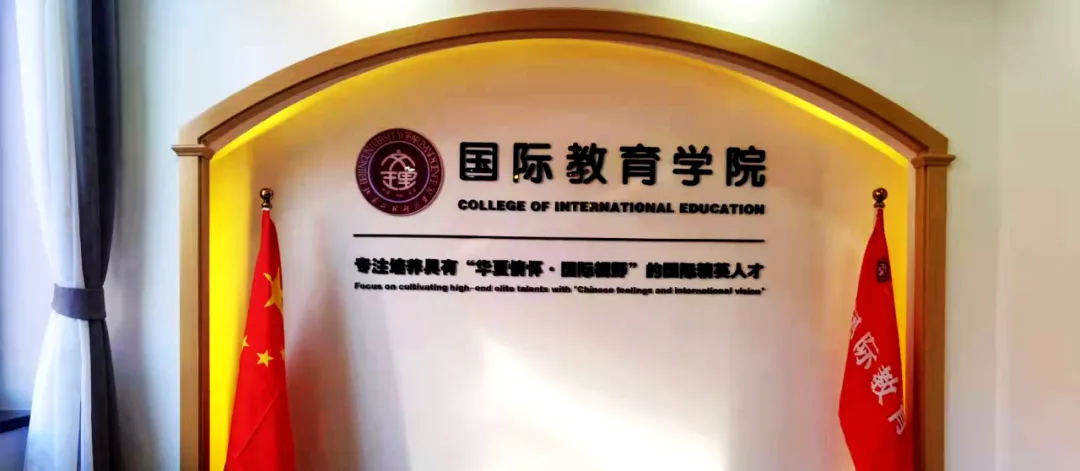 国际教育学院
COLLEGE OF INTERNATIONAL EDUCATION
专注培养具有“华夏情怀·国际视野”的国际精英人才
Focus on cultivating high-end elite talents with "Chinese feelings and international vision"
国际教育